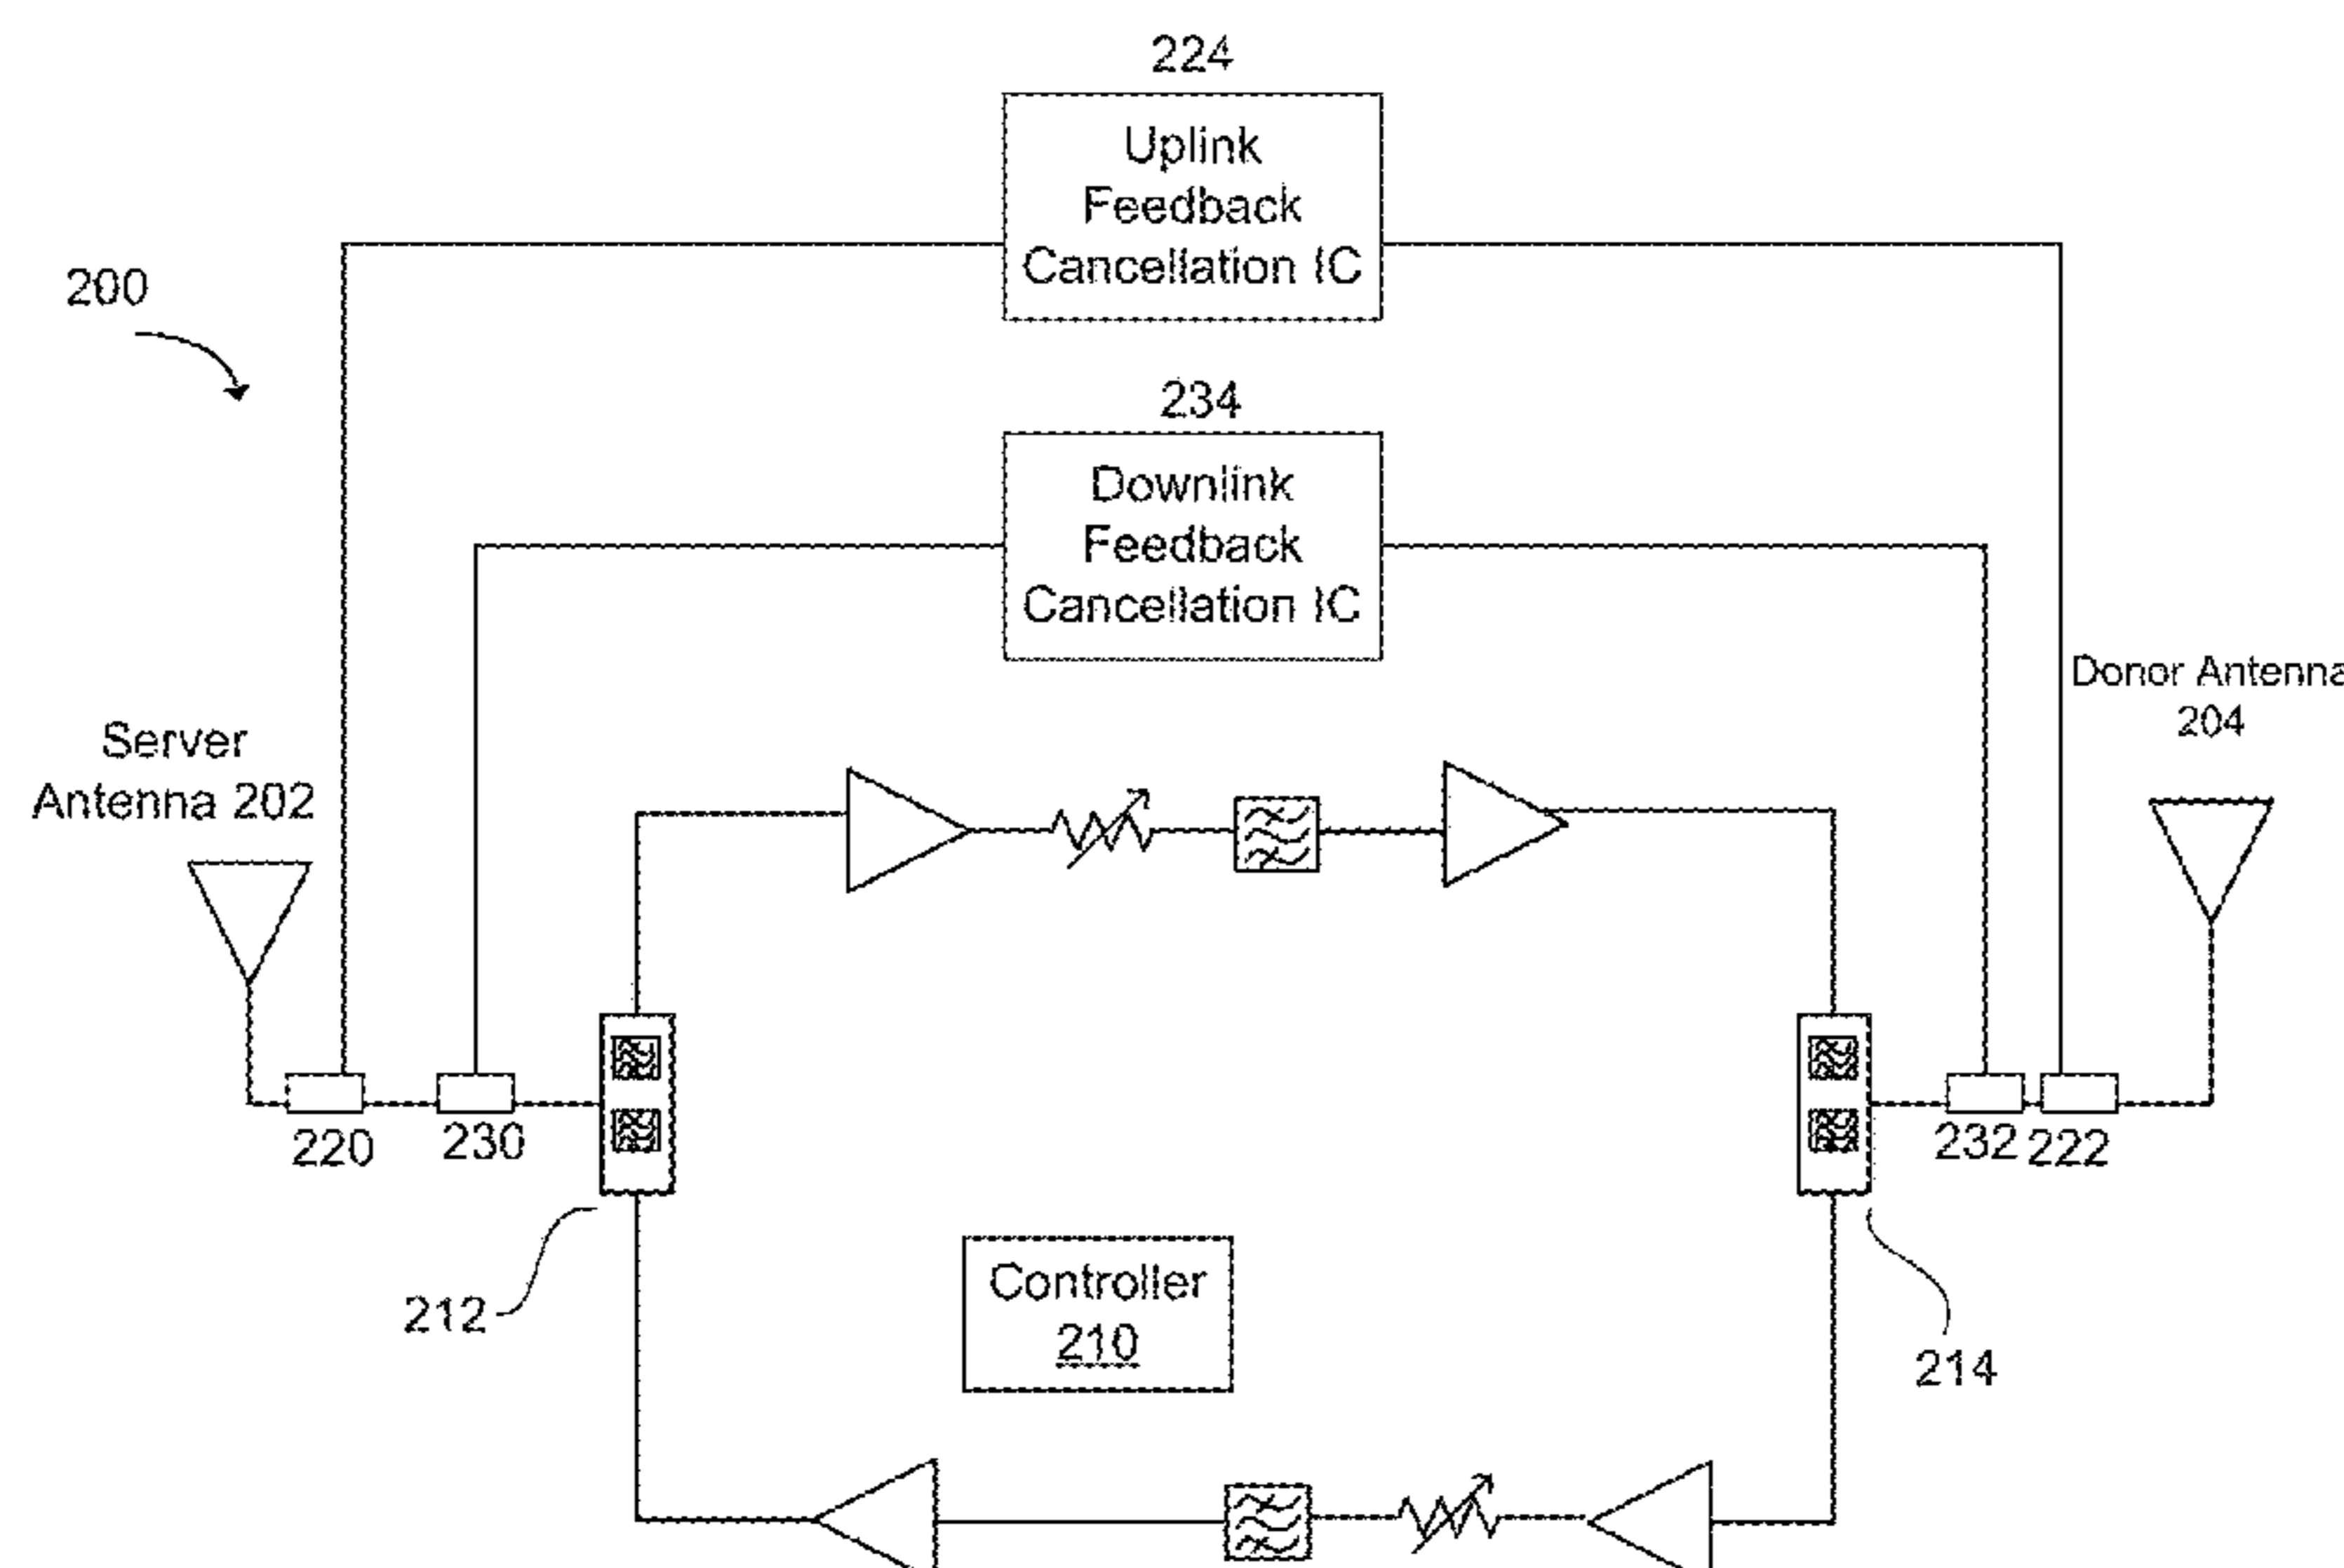 224
Uplink
Feedback
Cancellation IC
200
234
Downlink
Feedback
Cancellation IC
Donor Antenna
204
Server
Antenna 202
220
230
232
222
212
Controller
210
214